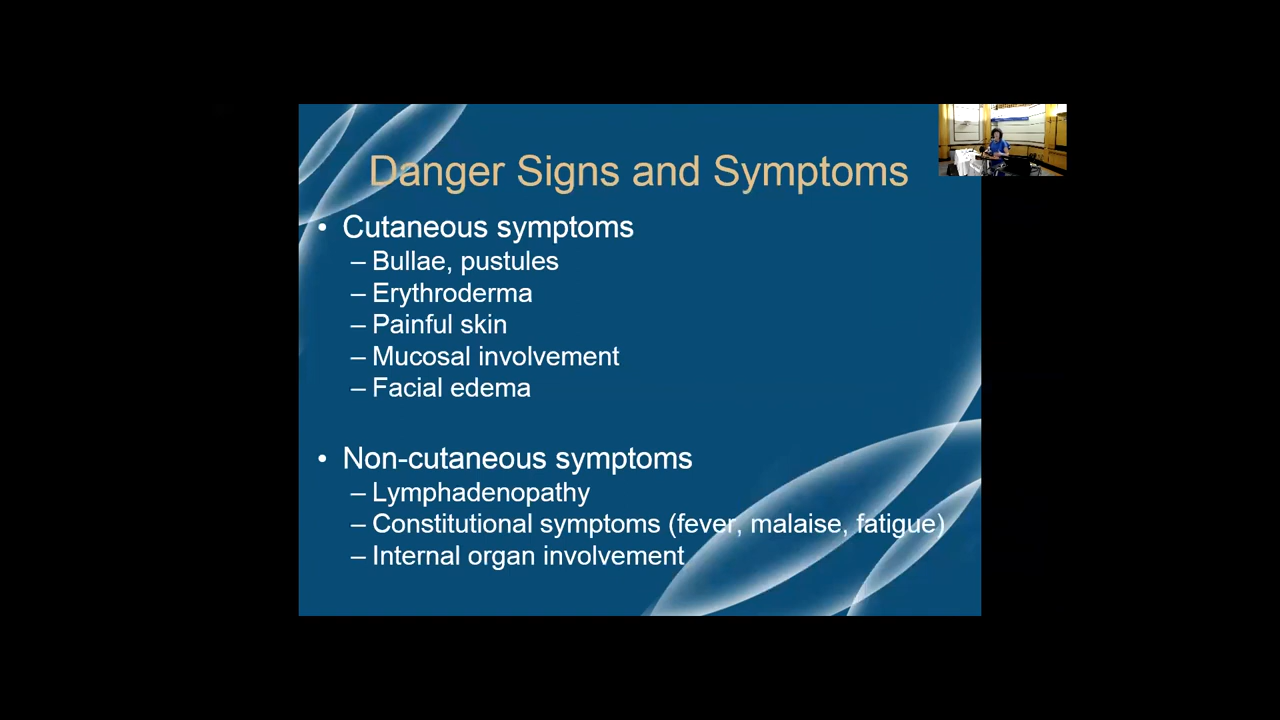 Danger Signs and Symptoms
• Cutaneous symptoms
– Bullae, pustules
– Erythroderma
– Painful skin
– Mucosal involvement
– Facial edema
• Non-cutaneous symptoms
– Lymphadenopathy
– Constitutional symptoms (fever, malaise, fatigue)
– Internal organ involvement